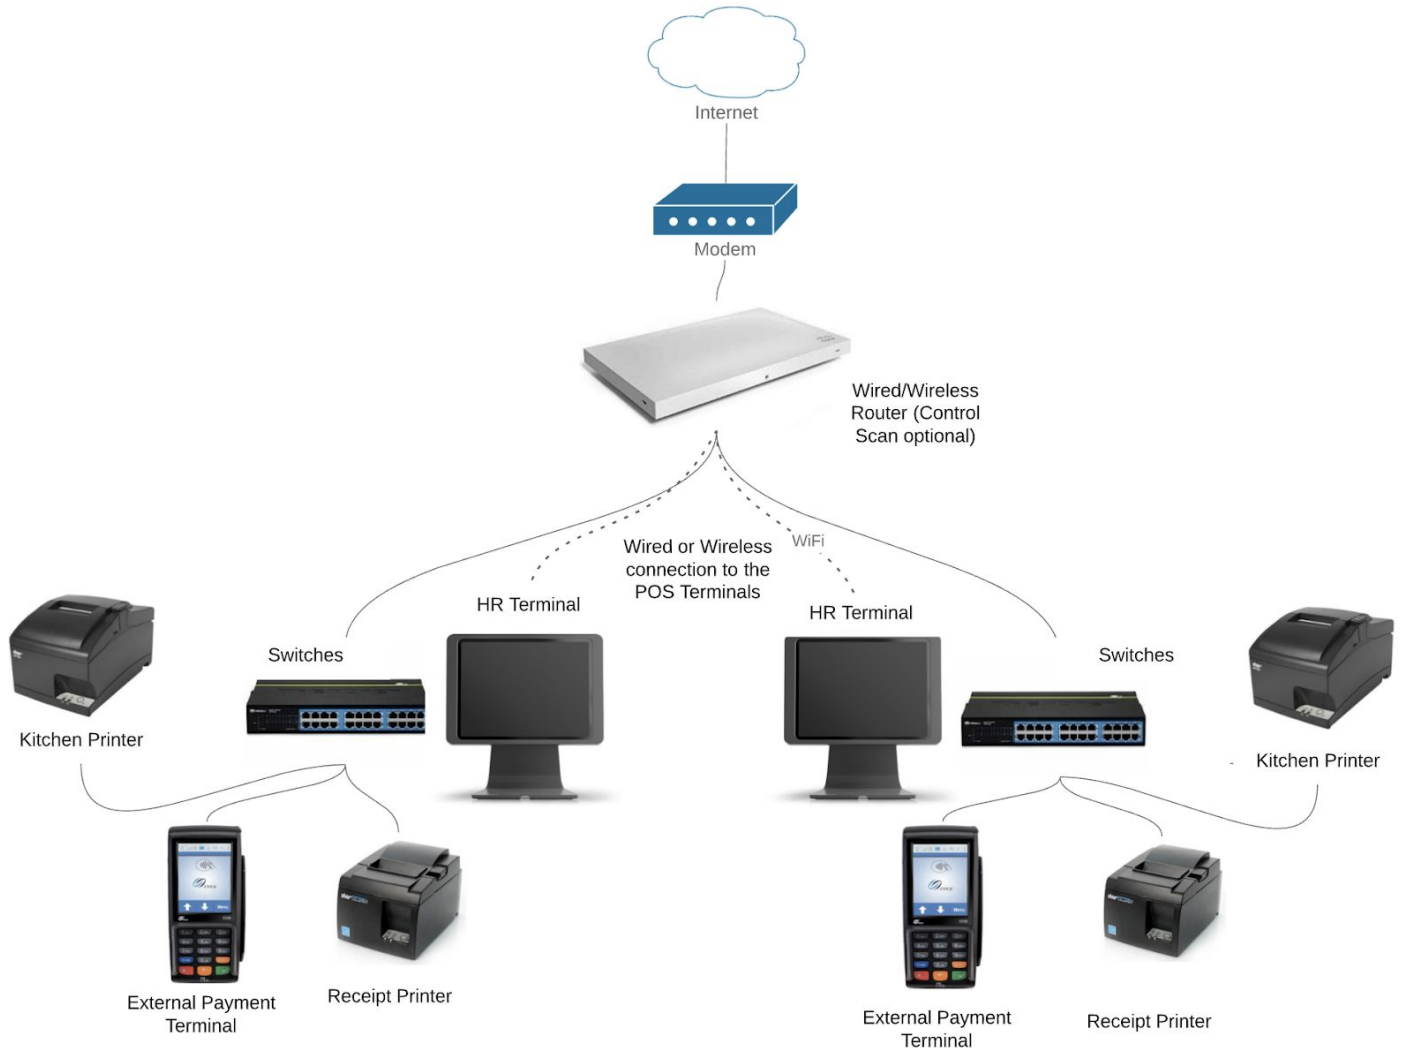 Internet
Modem
Wired/Wireless
Router (Control
Scan optional)
Wired or Wireless
connection to the
POS Terminals
WiFi
HR Terminal
HR Terminal
Switches
Switches
Kitchen Printer
Kitchen Printer
External Payment
Terminal
Receipt Printer
External Payment
Terminal
Receipt Printer